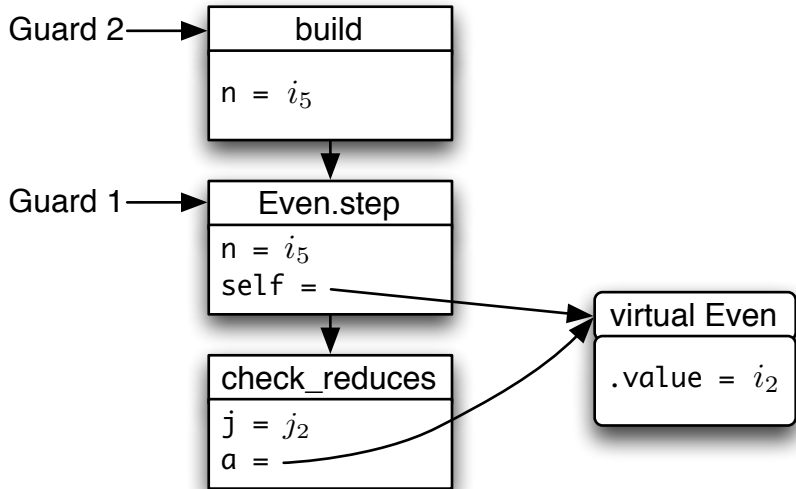 Guard 2
build
n = i₅
Guard 1
Even.step
n = i₅
self =
virtual Even
.value = i₂
check_reduces
j = j₂
a =